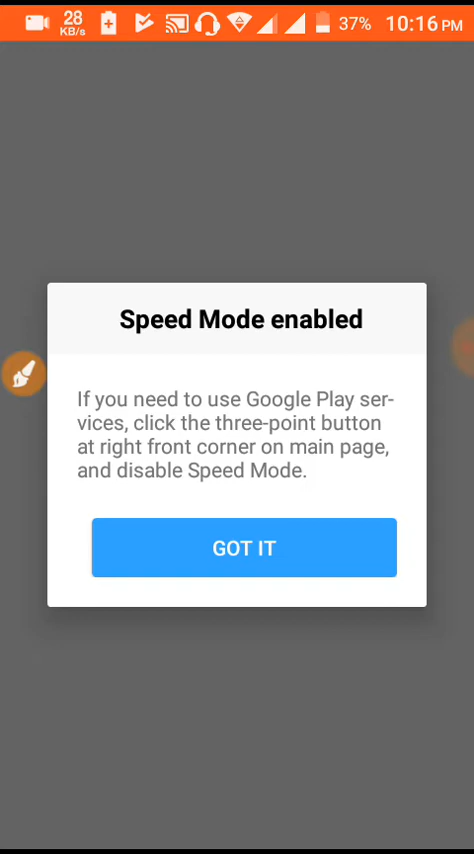 28
KB/s
37%
10:16 PM
Speed Mode enabled
If you need to use Google Play ser-
vices, click the three-point button
at right front corner on main page,
and disable Speed Mode.
GOT IT